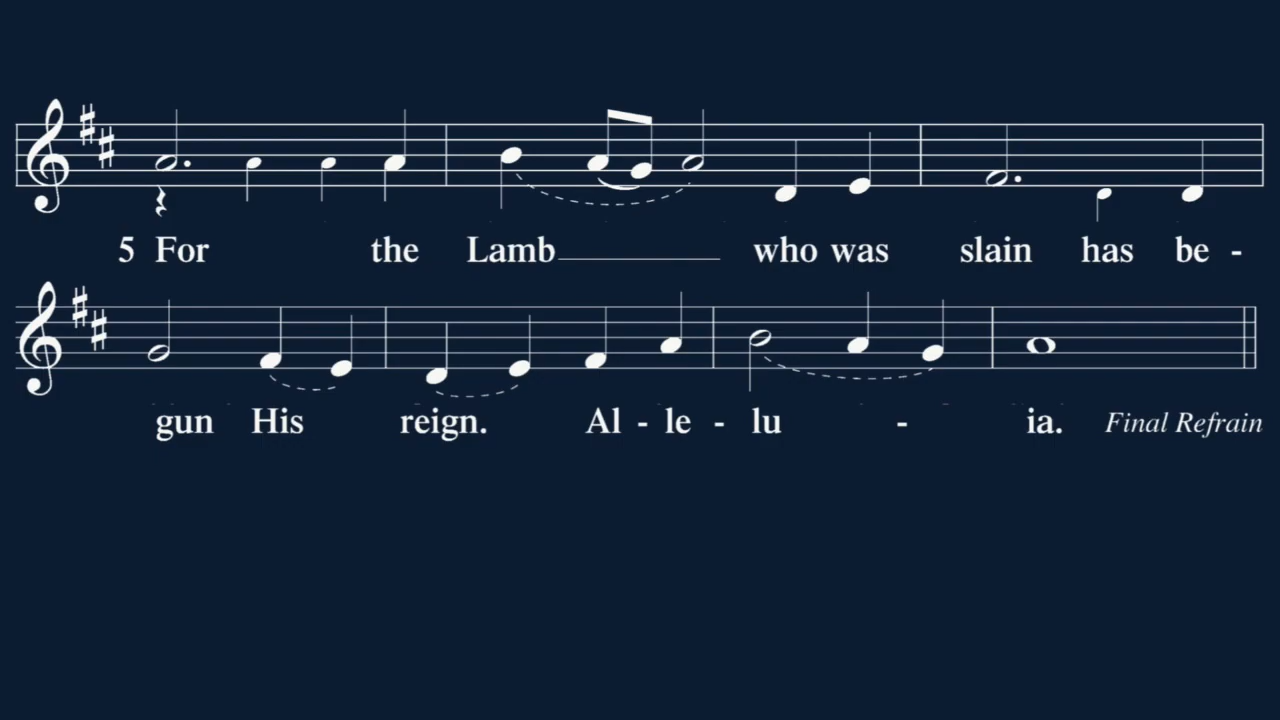 5 For the Lamb who was slain has be -
gun His reign. Al - le - lu - ia. Final Refrain